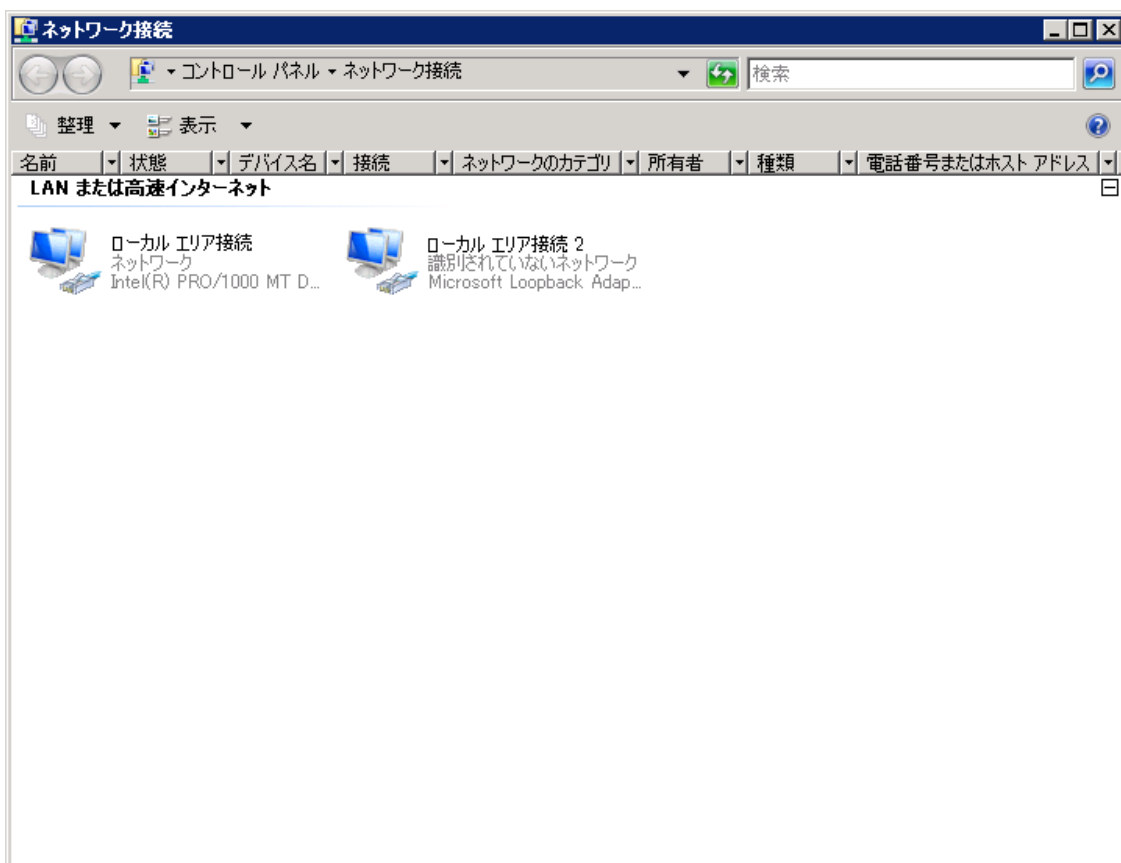 ネットワーク接続
コントロール パネル ネットワーク接続 検索
整理 表示
名前 状態 デバイス名 接続 ネットワークのカテゴリ 所有者 種類 電話番号またはホスト アドレス
LAN または高速インターネット
ローカル エリア接続
ネットワーク
Intel(R) PRO/1000 MT D...
ローカル エリア接続 2
識別されていないネットワーク
Microsoft Loopback Adap...